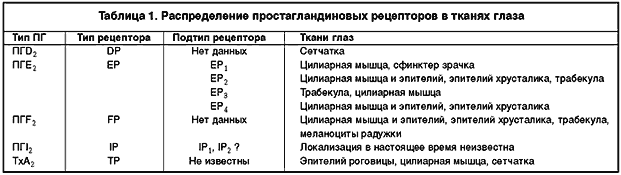 Таблица 1. Распределение простагландиновых рецепторов в тканях глаза
Тип ПГ Тип рецептора Подтип рецептора Ткани глаз
ПГD₂ DP Нет данных Сетчатка
ПГЕ₂ EP EP₁ Цилиарная мышца, сфинктер зрачка
EP₂ Цилиарная мышца и эпителий, эпителий хрусталика, трабекула
EP₃ Трабекула, цилиарная мышца
EP₄ Цилиарная мышца и эпителий, эпителий хрусталика
ПГF₂ FP Нет данных Цилиарная мышца и эпителий, эпителий хрусталика, трабекула,
меланоциты радужки
ПГI₂ IP IP₁, IP₂ ? Локализация в настоящее время неизвестна
TxA₂ TP Не известны Эпителий роговицы, цилиарная мышца, сетчатка